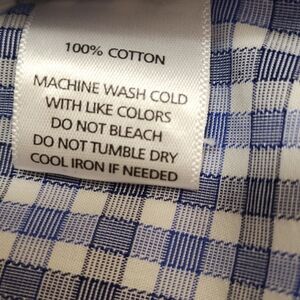 100% COTTON
MACHINE WASH COLD
WITH LIKE COLORS
DO NOT BLEACH
DO NOT TUMBLE DRY
COOL IRON IF NEEDED